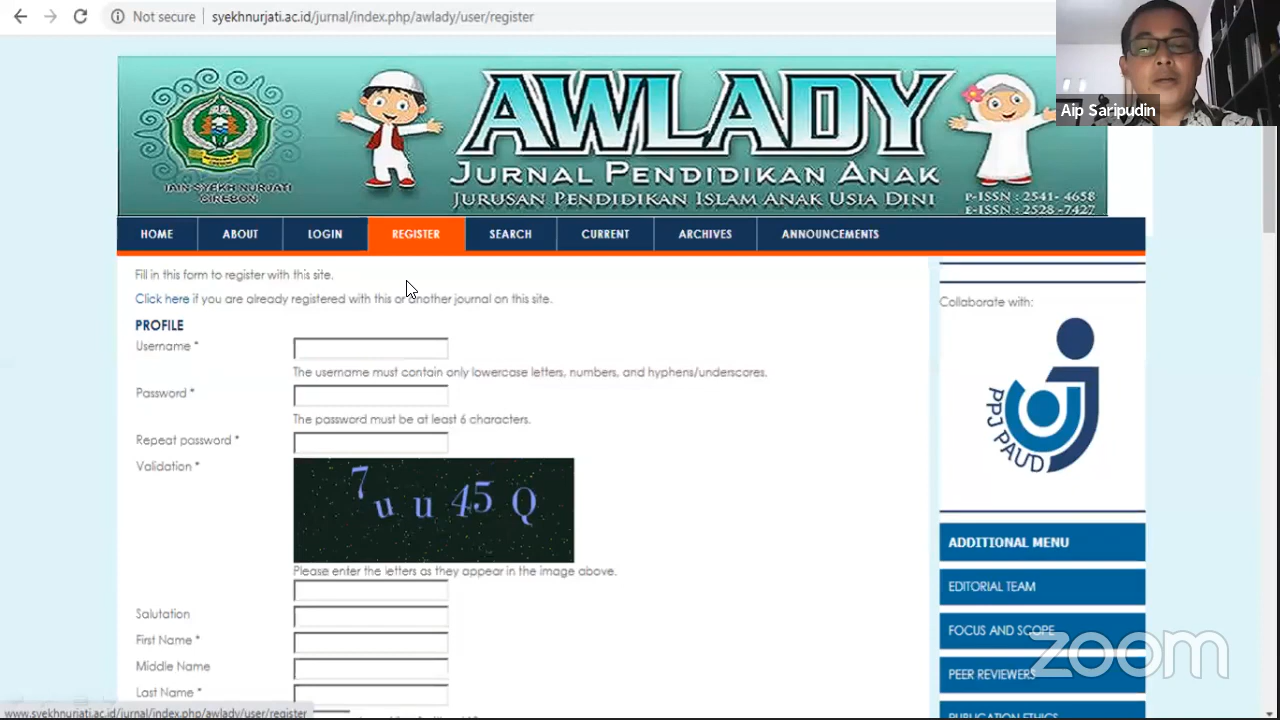 Not secure
syekhnurjati.ac.id/jurnal/index.php/awlady/user/register
Aip Saripudin
AWLADY
JURNAL PENDIDIKAN ANAK
JURUSAN PENDIDIKAN ISLAM ANAK USIA DINI
IAIN SYEKH NURJATI
CIREBON
P-ISSN : 2541- 4658
E-ISSN : 2528 -7427
HOME
ABOUT
LOGIN
REGISTER
SEARCH
CURRENT
ARCHIVES
ANNOUNCEMENTS
Fill in this form to register with this site.
Click here if you are already registered with this or another journal on this site.
PROFILE
Username *
The username must contain only lowercase letters, numbers, and hyphens/underscores.
Password *
The password must be at least 6 characters.
Repeat password *
Validation *
7 u u 45 Q
Please enter the letters as they appear in the image above.
Salutation
First Name *
Middle Name
Last Name *
Collaborate with:
PPJ PAUD
ADDITIONAL MENU
EDITORIAL TEAM
FOCUS AND SCOPE
PEER REVIEWERS
PUBLICATION ETHICS
zoom
www.syekhnurjati.ac.id/jurnal/index.php/awlady/user/register